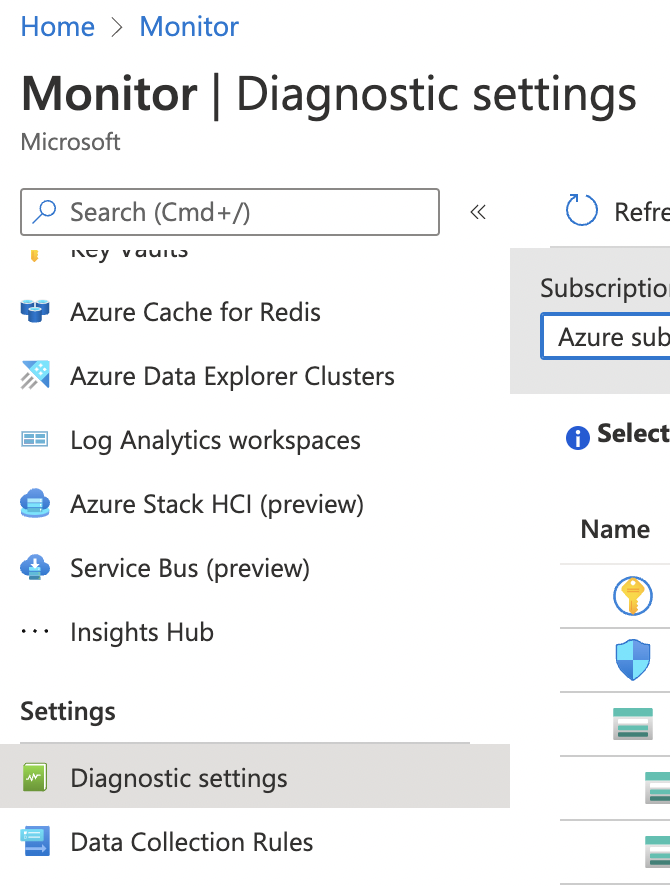 Home > Monitor
Monitor | Diagnostic settings
Microsoft
Search (Cmd+/)
«
Refre
Key Vaults
Subscriptio
Azure sub
Azure Cache for Redis
Azure Data Explorer Clusters
Log Analytics workspaces
Select
Azure Stack HCI (preview)
Name
Service Bus (preview)
Insights Hub
Settings
Diagnostic settings
Data Collection Rules